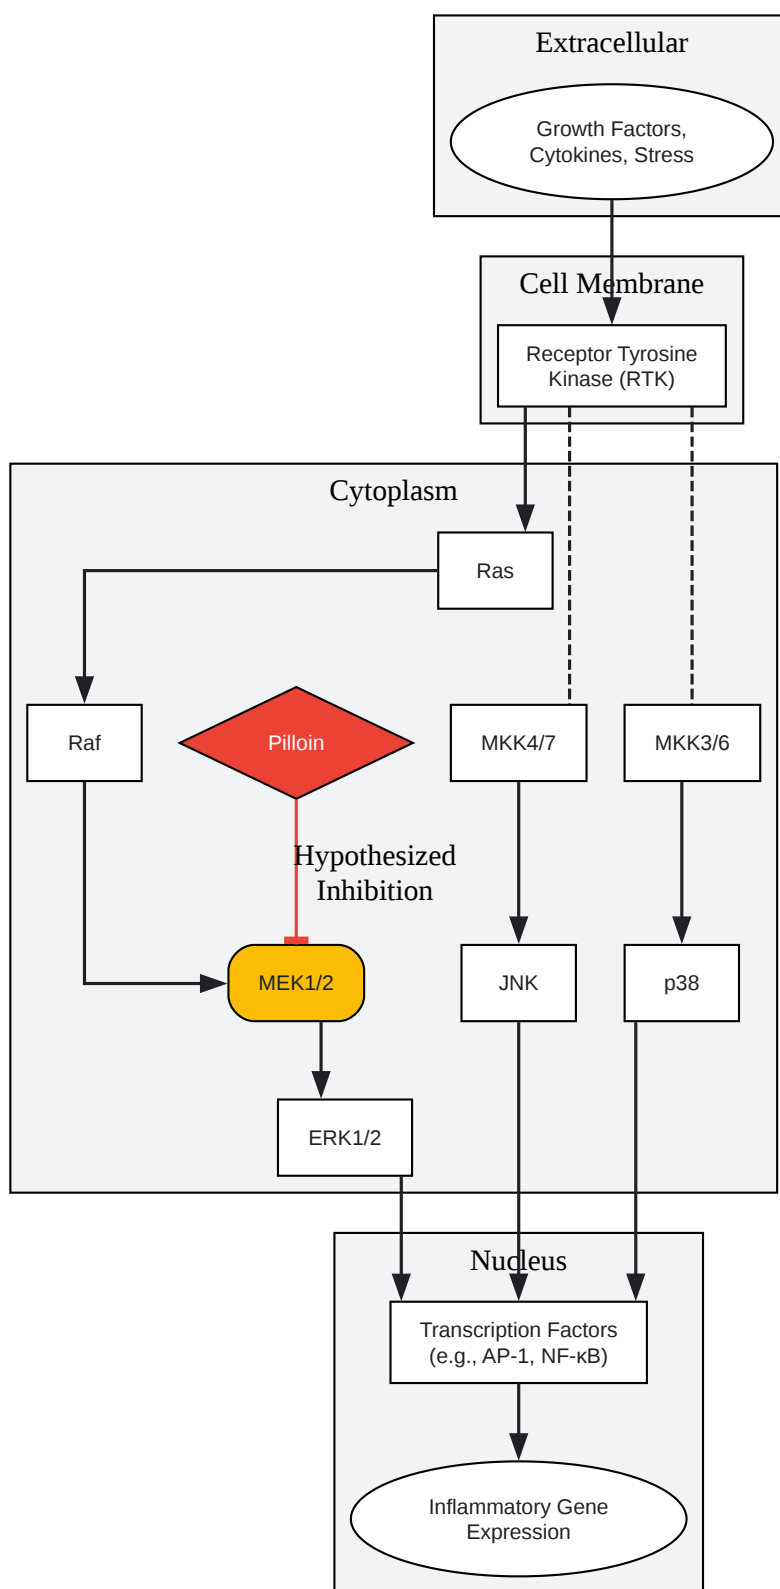 Extracellular
Growth Factors,
Cytokines, Stress
Cell Membrane
Receptor Tyrosine
Kinase (RTK)
Cytoplasm
Ras
Raf
Pilloin
MKK4/7
MKK3/6
Hypothesized
Inhibition
MEK1/2
JNK
p38
ERK1/2
Nucleus
Transcription Factors
(e.g., AP-1, NF-κB)
Inflammatory Gene
Expression